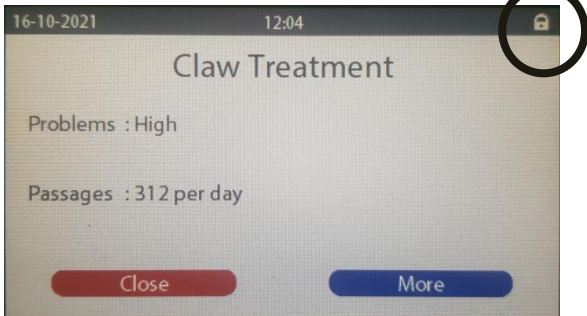 16-10-2021 12:04
Claw Treatment
Problems : High
Passages : 312 per day
Close More